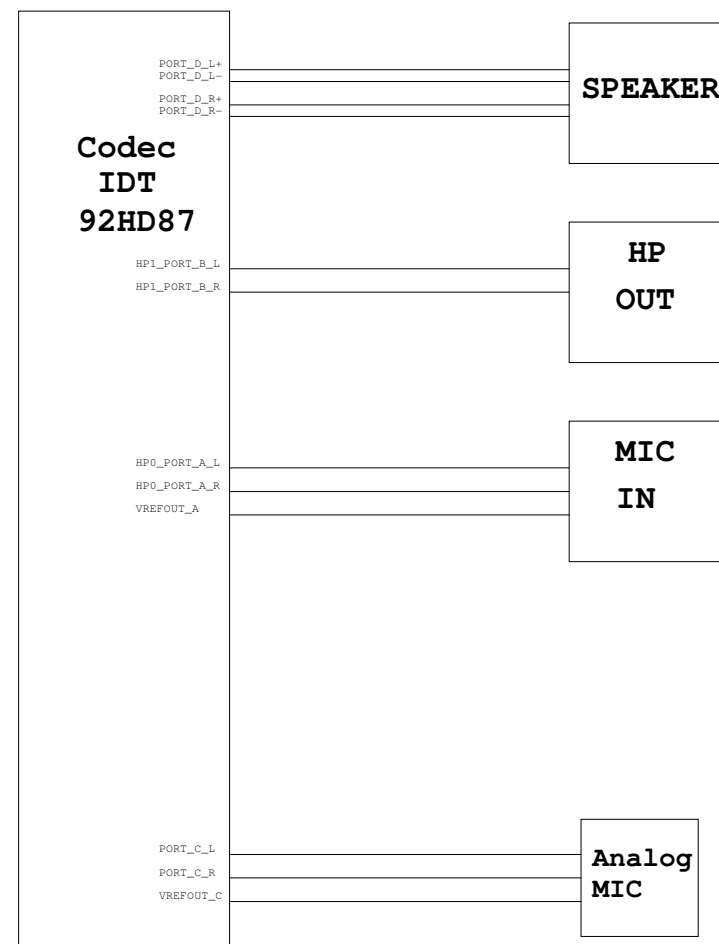 PORT_D_L+
PORT_D_L-
PORT_D_R+
PORT_D_R-
SPEAKER
Codec
IDT
92HD87
HP1_PORT_B_L
HP1_PORT_B_R
HP
OUT
HP0_PORT_A_L
HP0_PORT_A_R
VREFOUT_A
MIC
IN
PORT_C_L
PORT_C_R
VREFOUT_C
Analog
MIC